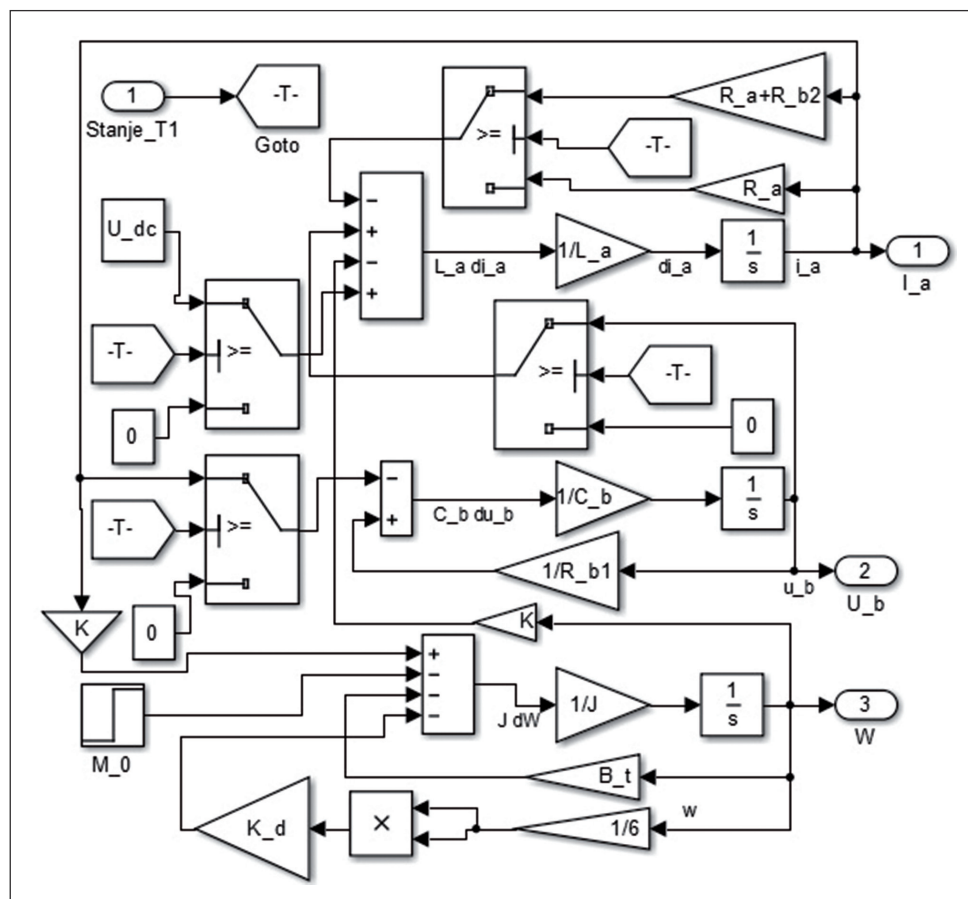 1
Stanje_T1
-T-
Goto
>=
R_a+R_b2
-T-
R_a
U_dc
-
+
-
+
L_a di_a
1/L_a
di_a
1
s
i_a
1
I_a
-T-
>=
0
>=
-T-
0
-T-
>=
0
-
+
C_b du_b
1/C_b
1
s
1/R_b1
u_b
2
U_b
K
K
+
-
-
-
J dW
1/J
1
s
3
W
M_0
B_t
K_d
×
1/6
w